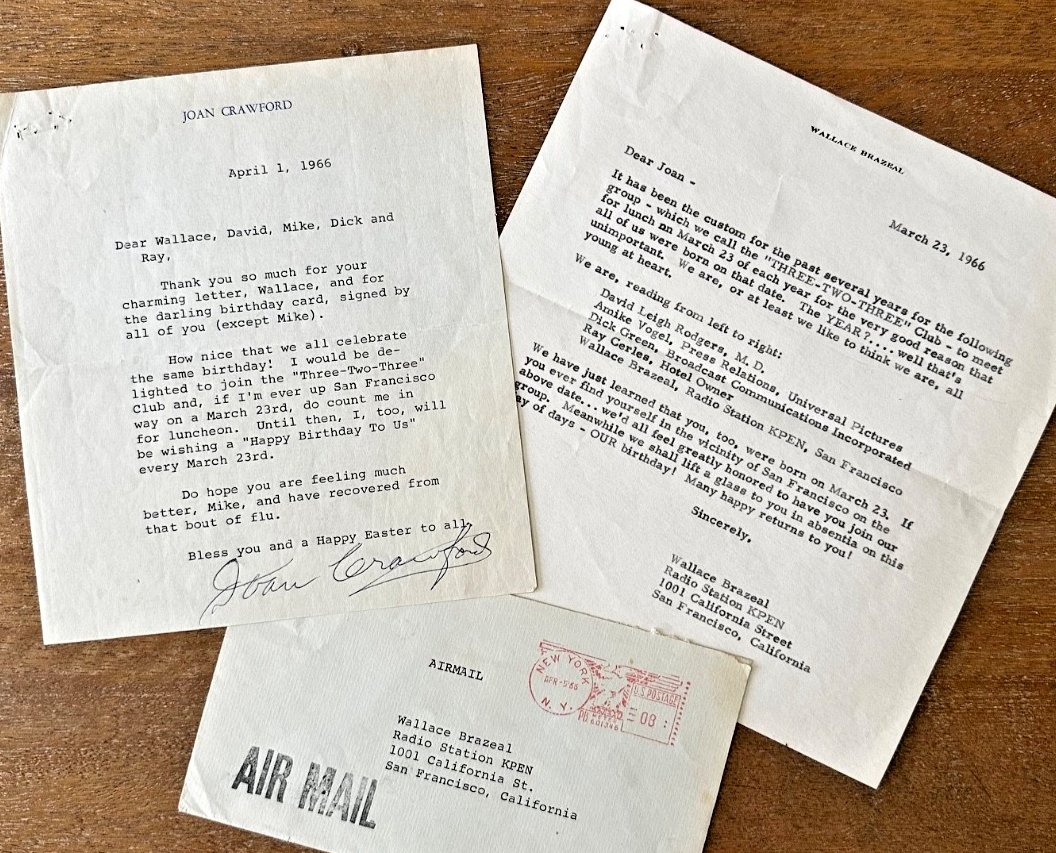 JOAN CRAWFORD
April 1, 1966
Dear Wallace, David, Mike, Dick and
Ray,
Thank you so much for your
charming letter, Wallace, and for
the darling birthday card, signed by
all of you (except Mike).
How nice that we all celebrate
the same birthday! I would be de-
lighted to join the "Three-Two-Three"
Club and, if I'm ever up San Francisco
way on a March 23rd, do count me in
for luncheon. Until then, I, too, will
be wishing a "Happy Birthday To Us"
every March 23rd.
Do hope you are feeling much
better, Mike, and have recovered from
that bout of flu.
Bless you and a Happy Easter to all,
Joan Crawford
WALLACE BRAZEAL
March 23, 1966
Dear Joan -
It has been the custom for the past several years for the following
group - which we call the "THREE-TWO-THREE" Club - to meet
for lunch on March 23 of each year for the very good reason that
all of us were born on that date. The YEAR?.... well that's
unimportant. We are, or at least we like to think we are, all
young at heart.
We are, reading from left to right:
David Leigh Rodgers, M. D.
Amike Vogel, Press Relations, Universal Pictures
Dick Green, Broadcast Communications Incorporated
Ray Cerles, Hotel Owner
Wallace Brazeal, Radio Station KPEN, San Francisco
We have just learned that you, too, were born on March 23. If
you ever find yourself in the vicinity of San Francisco on the
above date... we'd all feel greatly honored to have you join our
group. Meanwhile we shall lift a glass to you in absentia on this
of days - OUR birthday! Many happy returns to you!
Sincerely,
Wallace Brazeal
Radio Station KPEN
1001 California Street
San Francisco, California
AIRMAIL
NEW YORK
APR -5'66
N. Y.
U.S. POSTAGE
08
PB
METER
601346
Wallace Brazeal
Radio Station KPEN
1001 California St.
San Francisco, California
AIR MAIL